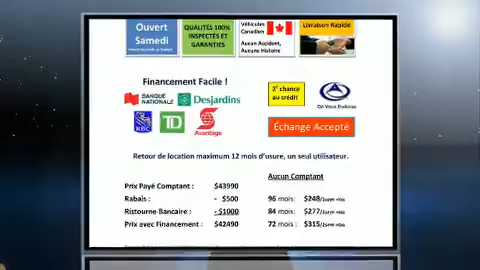 Ouvert
Samedi
QUALITÉS 100%
INSPECTÉS ET
GARANTIES
Véhicules
Canadien
Aucun Accident,
Aucune Histoire
Livraison Rapide
Financement Facile !
BANQUE
NATIONALE
Desjardins
RBC
TD
Scotia
Avantage
2e chance
au crédit
On Vous Endosse
Échange Accepté
Retour de location maximum 12 mois d'usure, un seul utilisateur.
Aucun Comptant
Prix Payé Comptant : $43990
Rabais : - $500
Ristourne-Bancaire : - $1000
Prix avec Financement : $42490
96 mois: $248
84 mois: $277
72 mois: $315